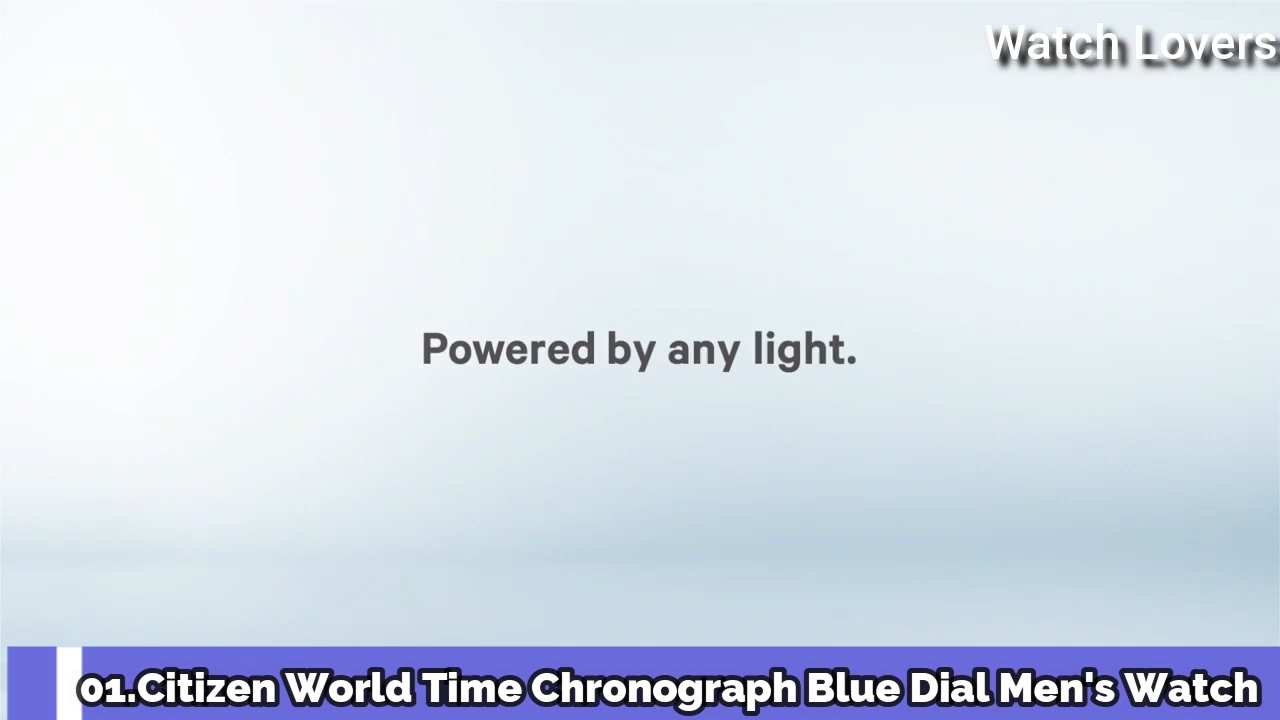 Watch Lovers
Powered by any light.
01.Citizen World Time Chronograph Blue Dial Men's Watch